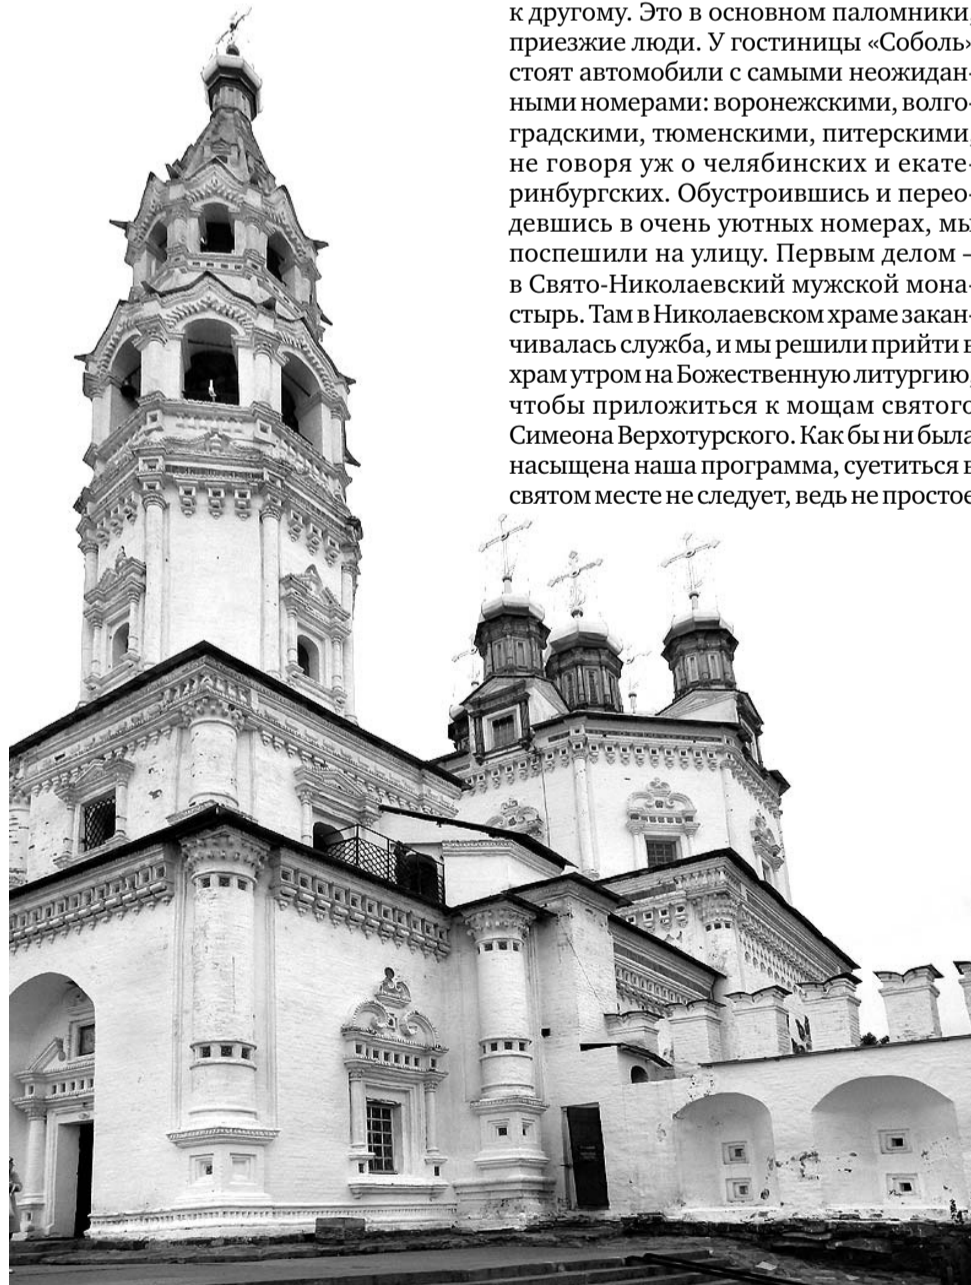 к другому. Это в основном паломники,
приезжие люди. У гостиницы «Соболь»
стоят автомобили с самыми неожидан-
ными номерами: воронежскими, волго-
градскими, тюменскими, питерскими,
не говоря уж о челябинских и екате-
ринбургских. Обустроившись и перео-
девшись в очень уютных номерах, мы
поспешили на улицу. Первым делом –
в Свято-Николаевский мужской мона-
стырь. Там в Николаевском храме закан-
чивалась служба, и мы решили прийти в
храм утром на Божественную литургию,
чтобы приложиться к мощам святого
Симеона Верхотурского. Как бы ни была
насыщена наша программа, суетиться в
святом месте не следует, ведь не простое